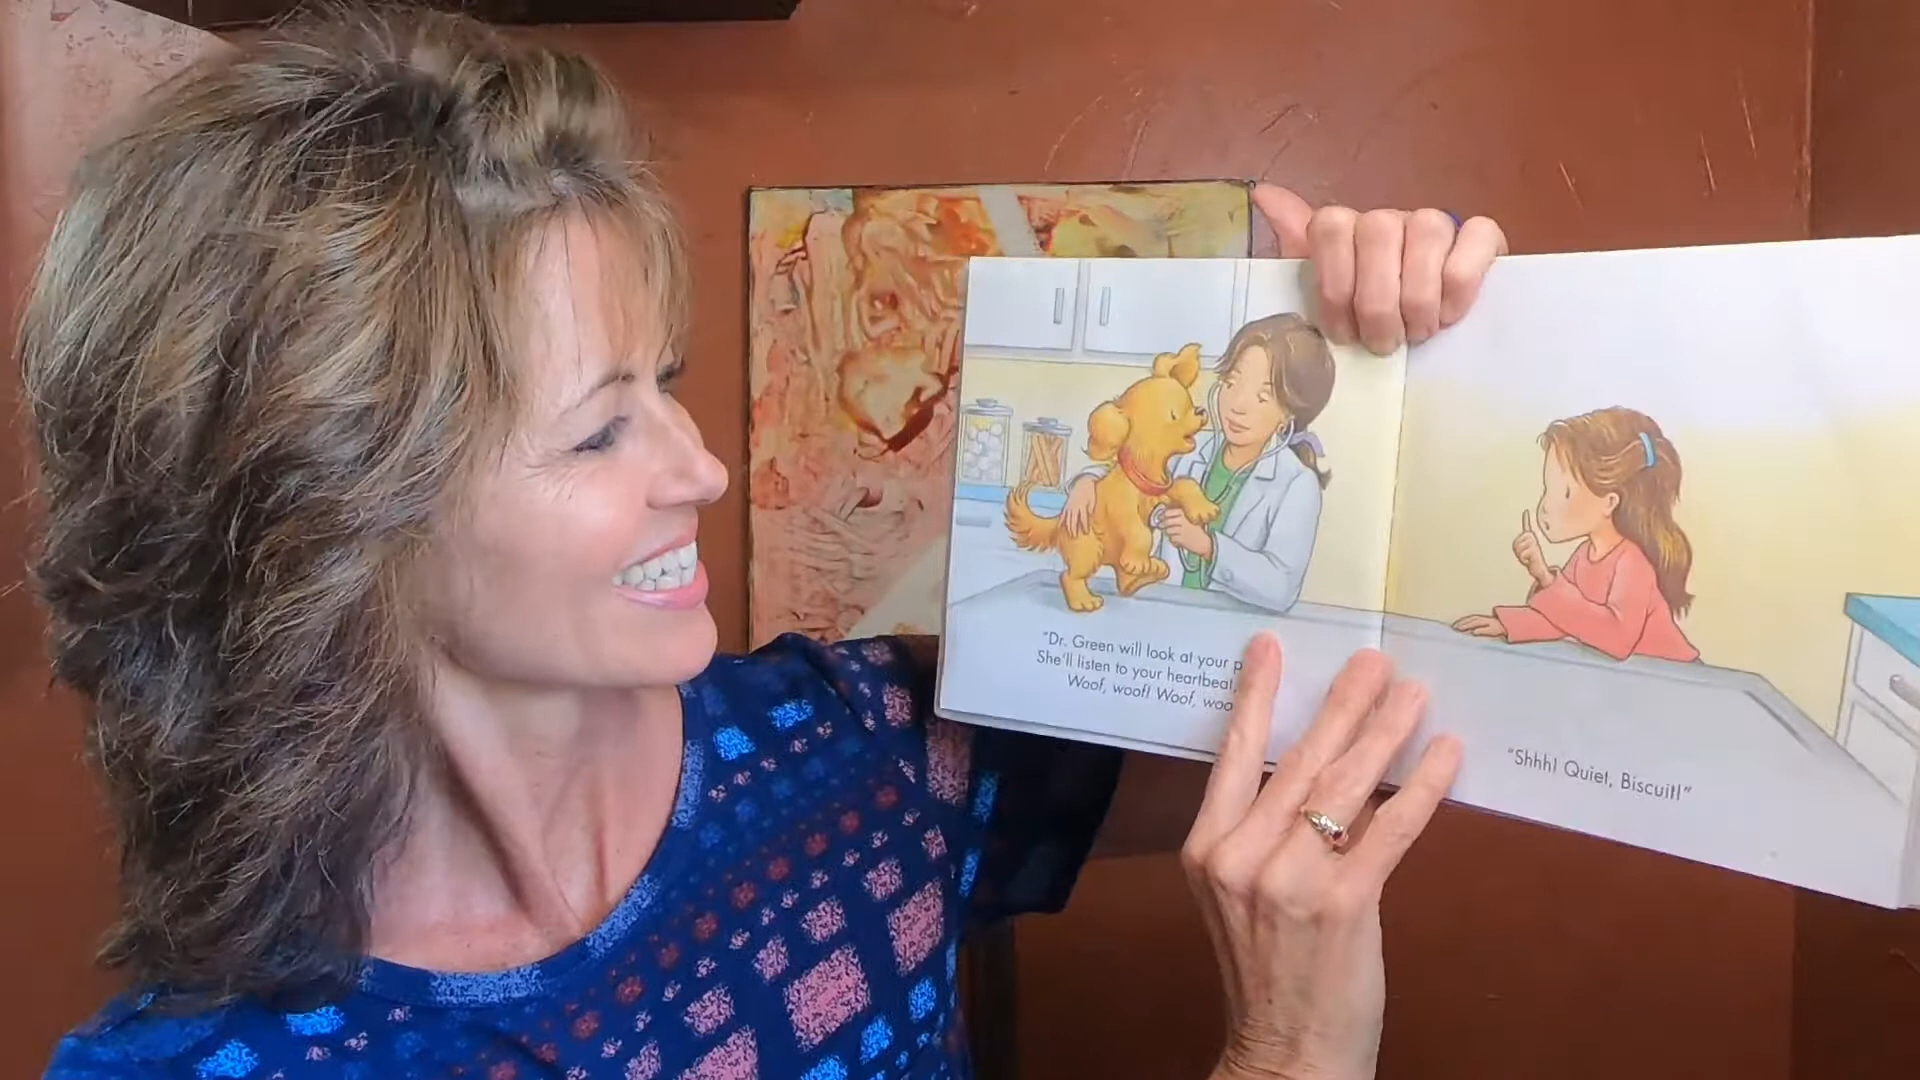 "Dr. Green will look at your
She'll listen to your heartbeat,
Woof, woof! Woof,
"Shhh! Quiet, Biscuit!"